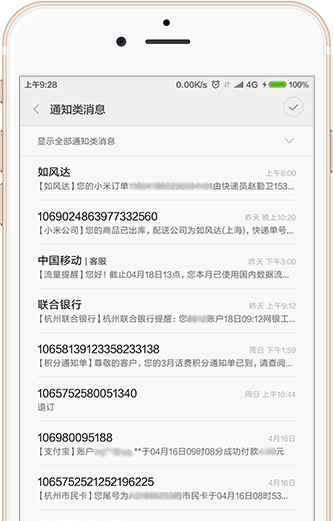 上午9:28
0.00K/s
4G
100%
通知类消息
显示全部通知类消息
如风达
上午8:00
【如风达】您的小米订单由快递员赵勤卫153...
1069024863977332560
昨天 晚上10:20
【小米公司】您的商品已出库，配送公司为如风达(上海)，快递单号...
中国移动 | 客服
昨天 下午3:00
【流量提醒】您好！截止04月18日13点，您本月已使用国内数据流...
联合银行
昨天 上午9:12
【杭州联合银行】杭州联合银行提醒：您账户18日09:12网银工...
10658139123358233138
周日 下午1:59
【积分通知单】尊敬的客户，您的3月话费积分通知单已到，请查阅...
1065752580051340
周日 上午10:44
退订
106980095188
4月16日
【支付宝】账户.**于04月16日09时08分成功付款元
1065752521252196225
4月16日
【杭州市民卡】您尾号为的市民卡于04月16日08时53...